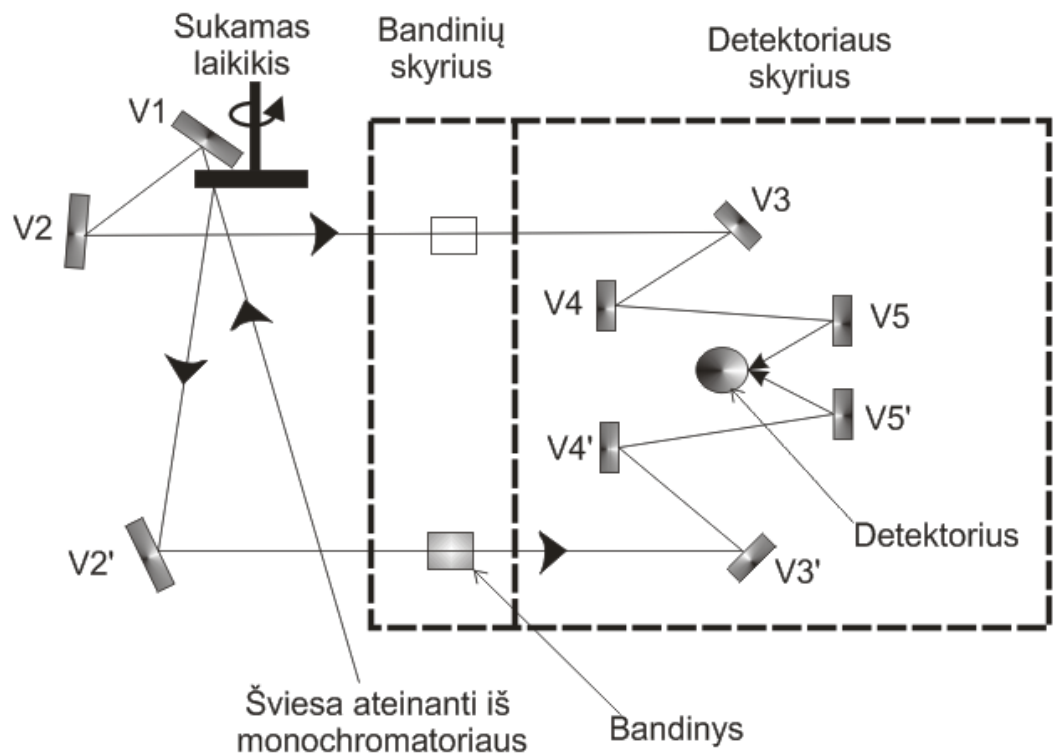 Sukamas
laikikis
Bandinių
skyrius
Detektoriaus
skyrius
V1
V2
V3
V4
V5
V5'
V4'
Detektorius
V2'
V3'
Šviesa ateinanti iš
monochromatoriaus
Bandinys